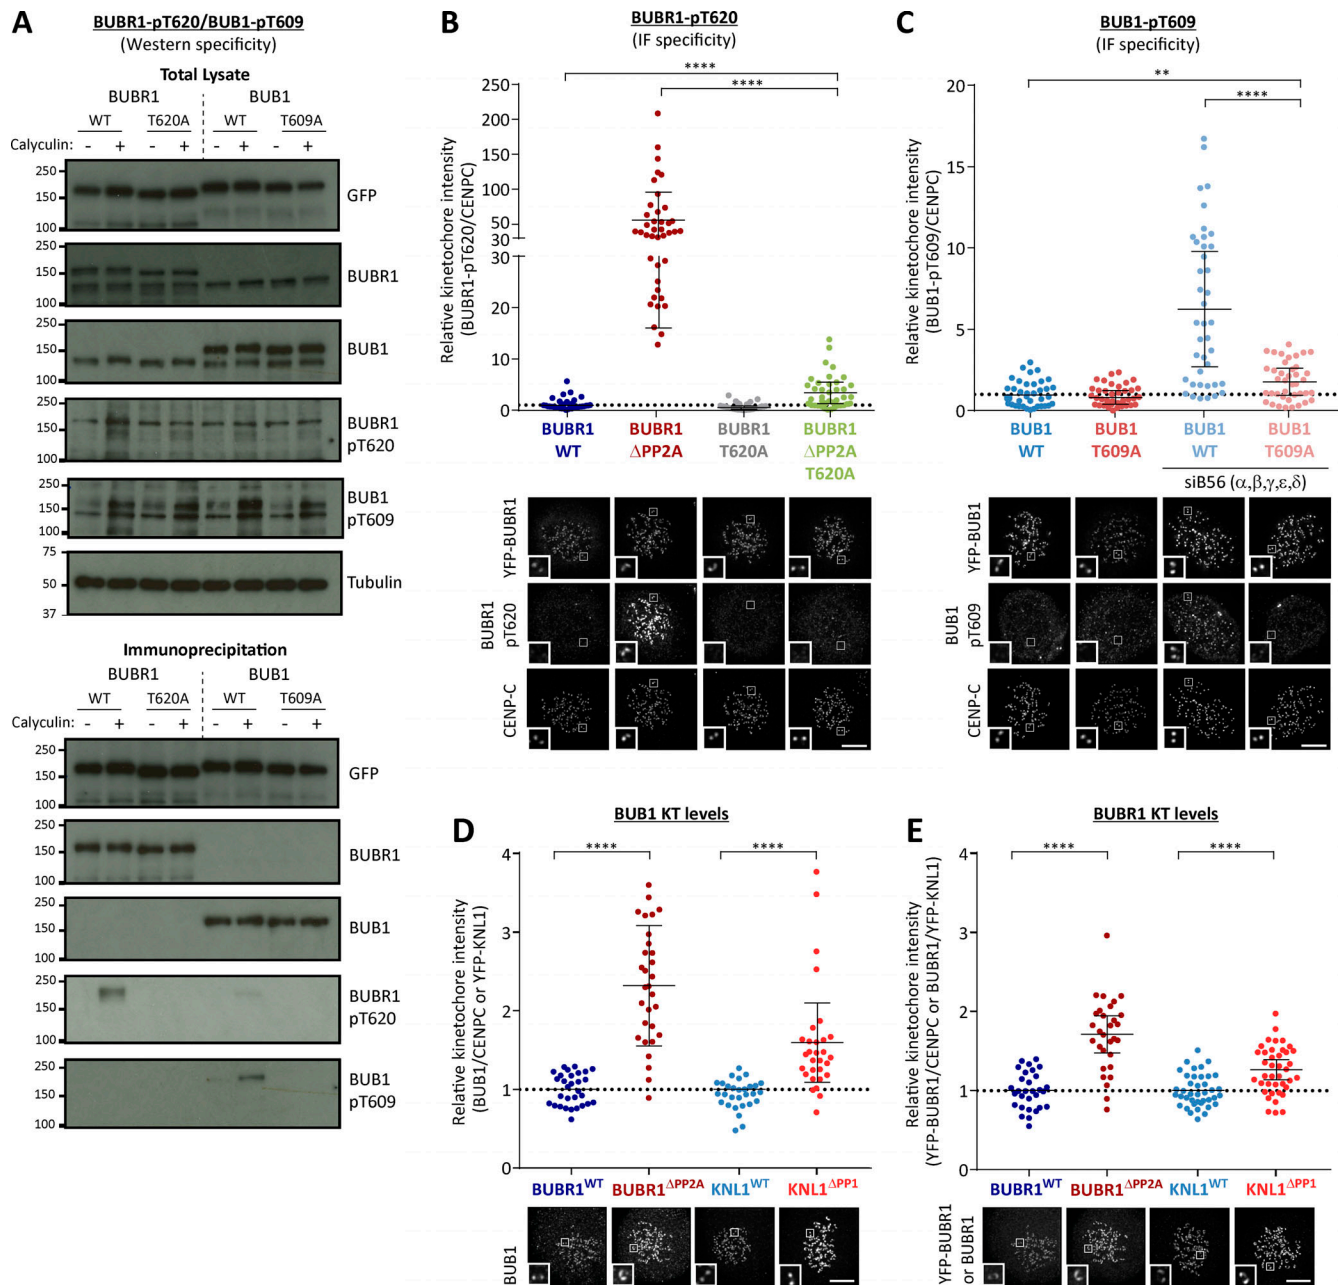 A
BUBR1-pT620/BUB1-pT609
(Western specificity)
Total Lysate
BUBR1 BUB1
WT T620A WT T609A
Calyculin: - + - + - + - +
250
150
100
GFP
250
150
100
BUBR1
250
150
100
BUB1
250
150
100
BUBR1
pT620
250
150
100
BUB1
pT609
75
50
37
Tubulin
Immunoprecipitation
BUBR1 BUB1
WT T620A WT T609A
Calyculin: - + - + - + - +
250
150
100
GFP
250
150
100
BUBR1
250
150
100
BUB1
250
150
100
BUBR1
pT620
250
150
100
BUB1
pT609
B
BUBR1-pT620
(IF specificity)
**** 
****
Relative kinetochore intensity
(BUBR1-pT620/CENPC)
250
200
150
100
50
30
30
20
10
0
BUBR1 BUBR1 BUBR1 BUBR1
WT ΔPP2A T620A ΔPP2A
T620A
YFP-BUBR1
BUBR1
pT620
CENP-C
C
BUB1-pT609
(IF specificity)
**
****
Relative kinetochore intensity
(BUB1-pT609/CENPC)
20
15
10
5
0
BUB1 BUB1 BUB1 BUB1
WT T609A WT T609A
siB56 (α,β,γ,ε,δ)
YFP-BUB1
BUB1
pT609
CENP-C
D
BUB1 KT levels
**** ****
Relative kinetochore intensity
(BUB1/CENPC or YFP-KNL1)
4
3
2
1
0
BUBR1WT BUBR1ΔPP2A KNL1WT KNL1ΔPP1
BUB1
E
BUBR1 KT levels
**** ****
Relative kinetochore intensity
(YFP-BUBR1/CENPC or BUBR1/YFP-KNL1)
4
3
2
1
0
BUBR1WT BUBR1ΔPP2A KNL1WT KNL1ΔPP1
YFP-BUBR1
or BUBR1